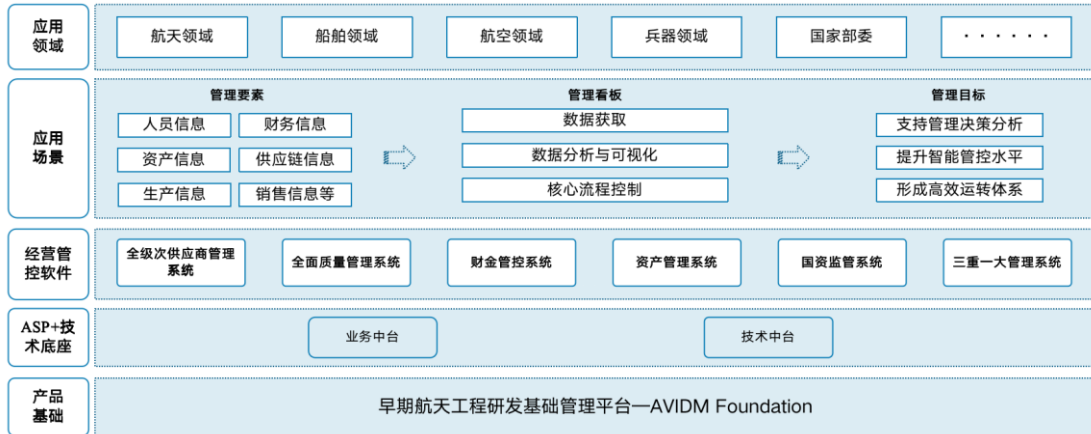 应用
领域
航天领域
船舶领域
航空领域
兵器领域
国家部委
······
应用
场景
管理要素
人员信息
财务信息
资产信息
供应链信息
生产信息
销售信息等
管理看板
数据获取
数据分析与可视化
核心流程控制
管理目标
支持管理决策分析
提升智能管控水平
形成高效运转体系
经营管
控软件
全级次供应商管理
系统
全面质量管理系统
财金管控系统
资产管理系统
国资监管系统
三重一大管理系统
ASP+技
术底座
业务中台
技术中台
产品
基础
早期航天工程研发基础管理平台—AVIDM Foundation